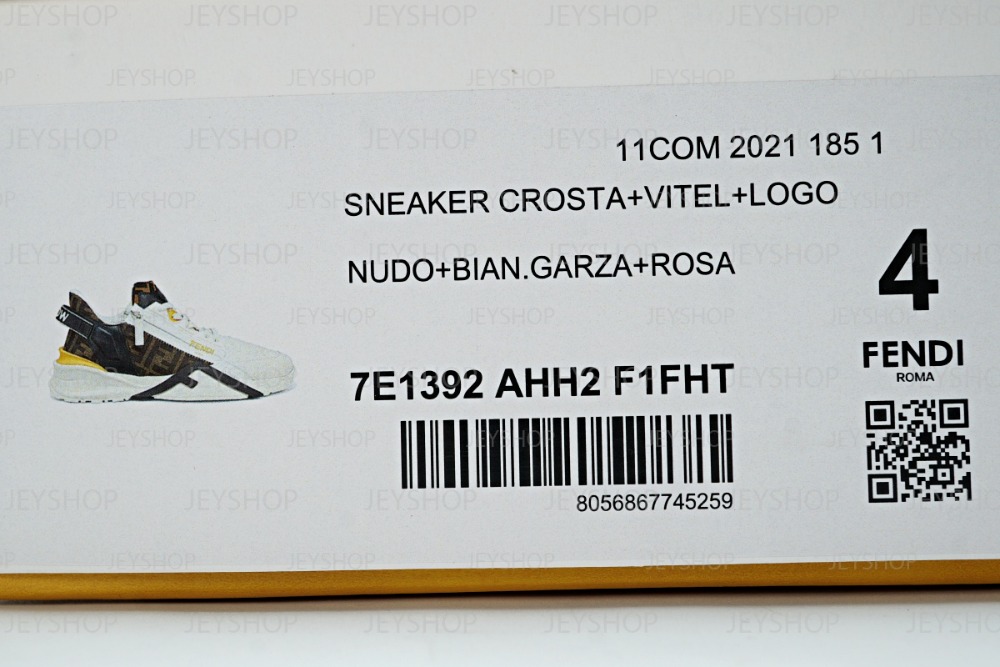 11COM 2021 185 1
SNEAKER CROSTA+VITEL+LOGO
NUDO+BIAN.GARZA+ROSA
4
7E1392 AHH2 F1FHT
FENDI
ROMA
8056867745259
JEYSHOP